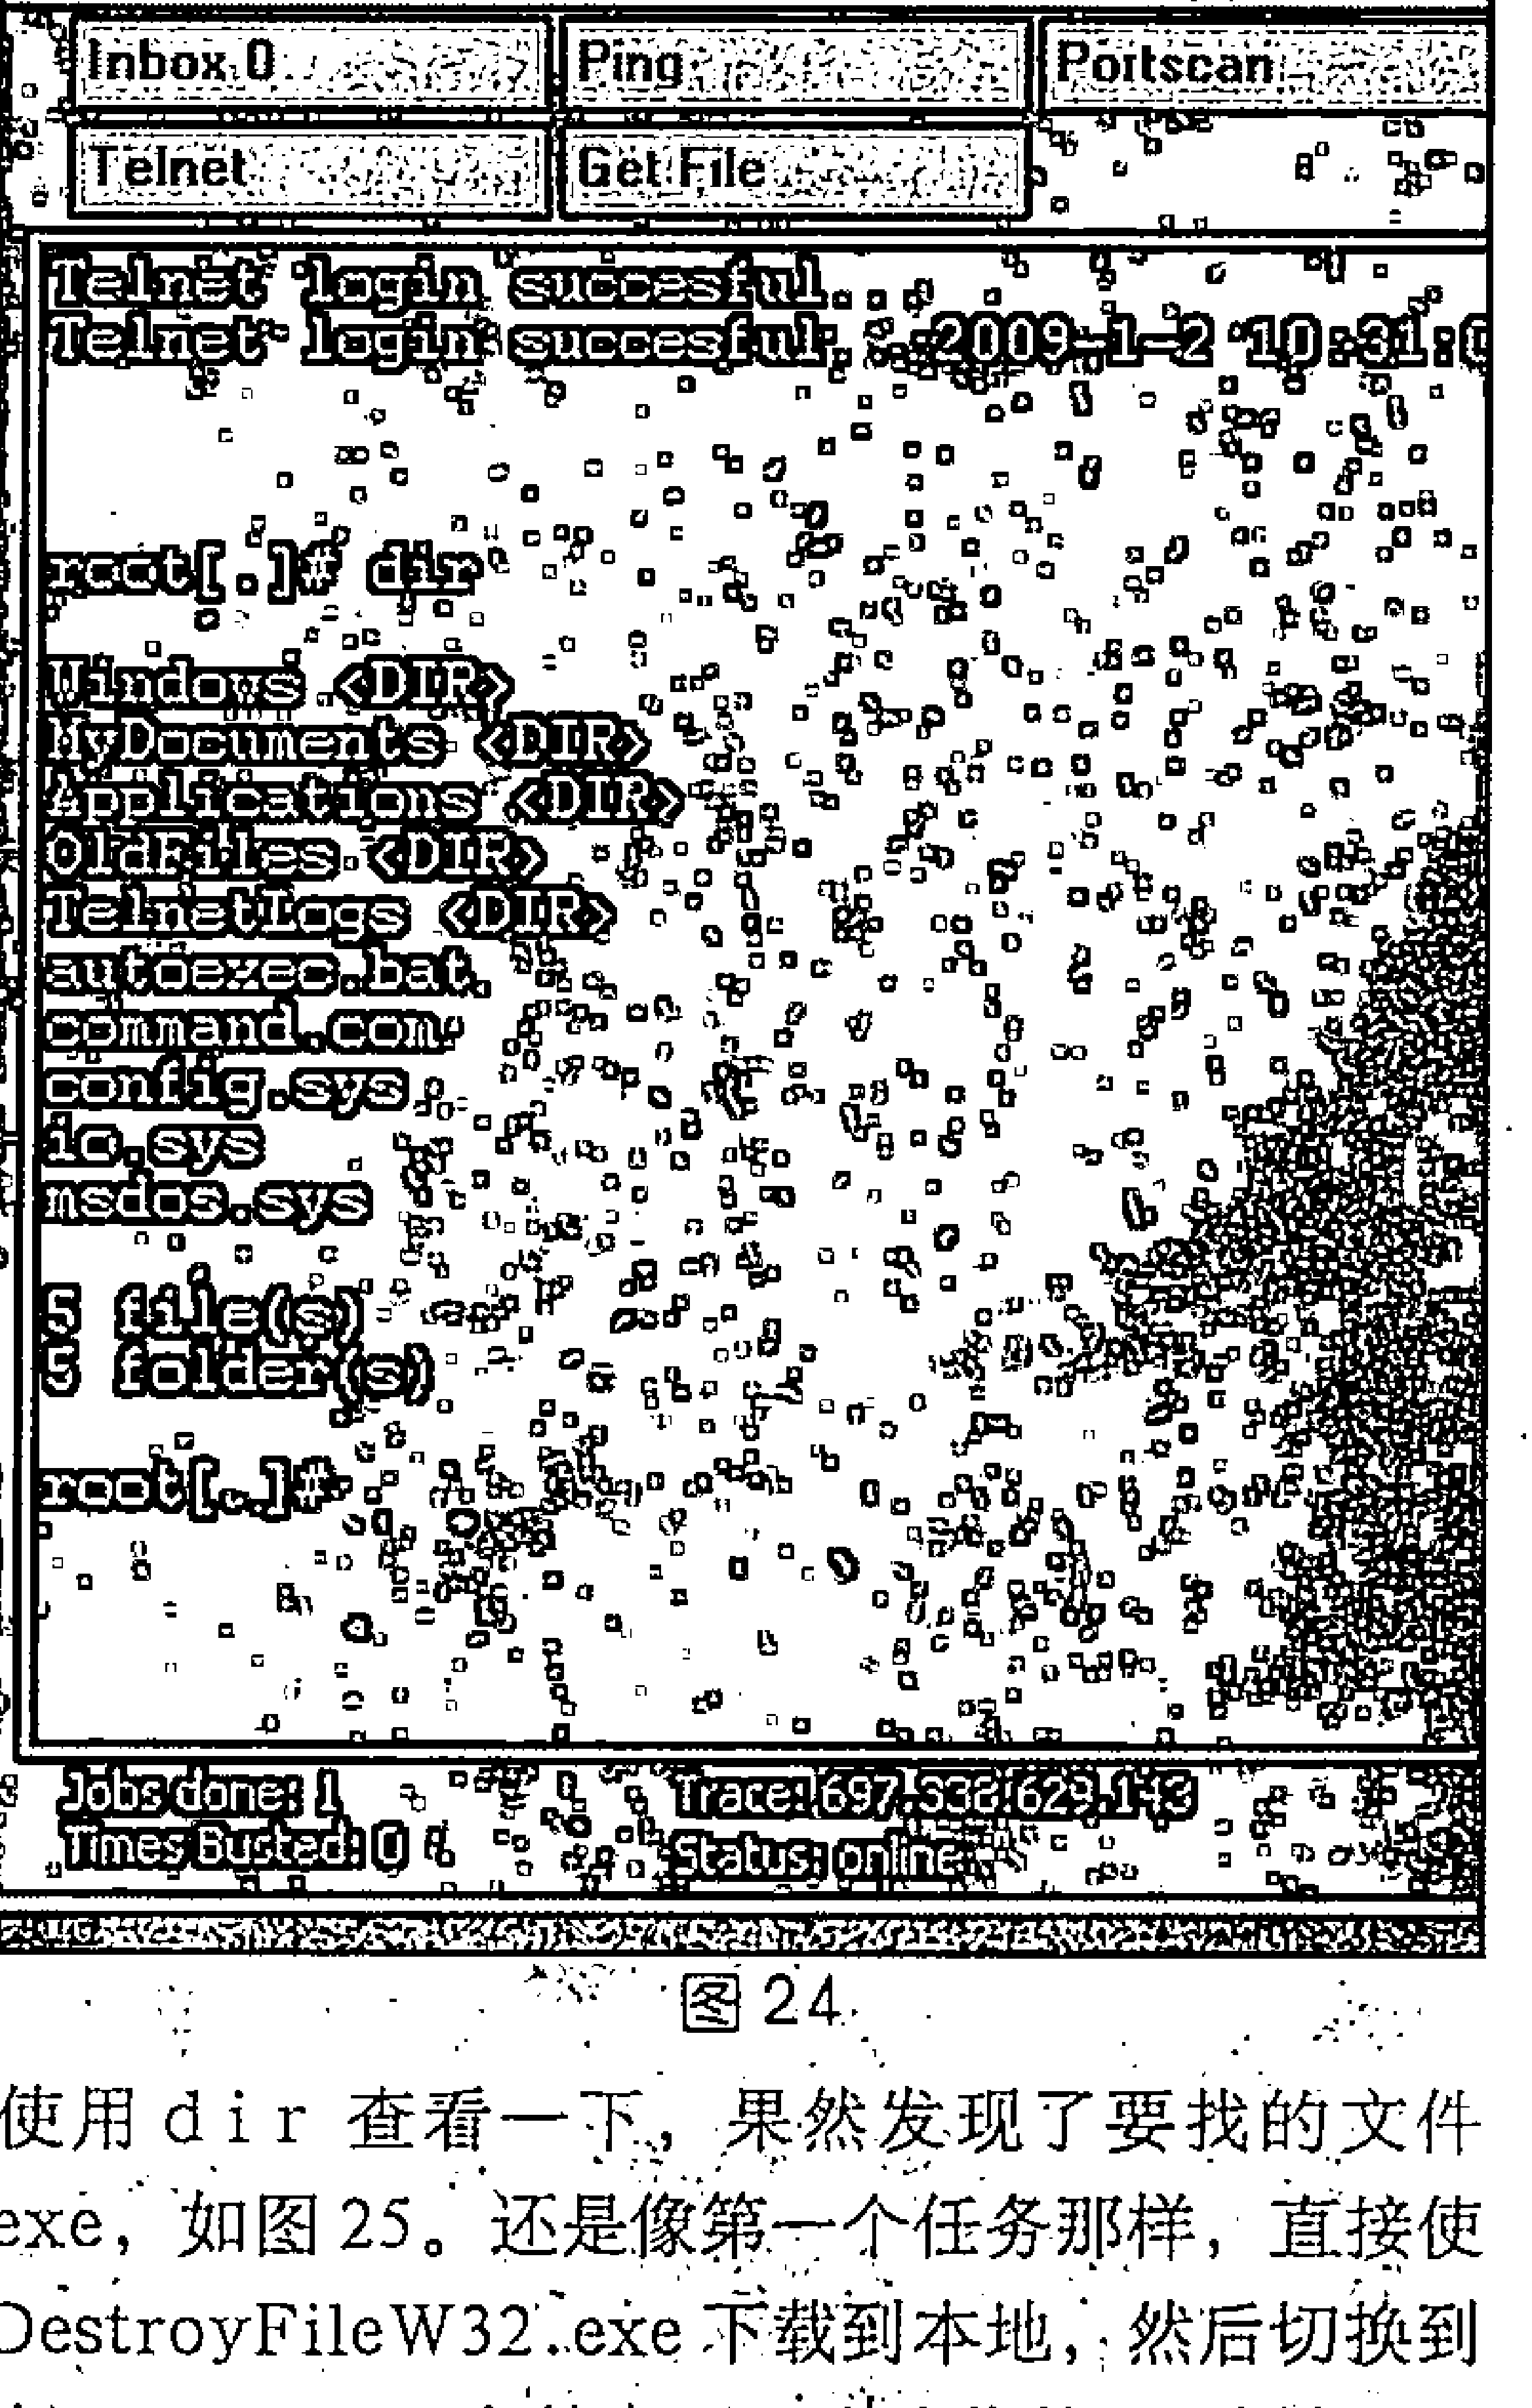 Inbox 0 Ping Portscan
Telnet Get File
Telnet login succesful.
Telnet login succesful. 2009-1-2 10:31:0
root[.]# dir
Windows <DIR>
MyDocuments <DIR>
Applications <DIR>
OldFiles <DIR>
TelnetLogs <DIR>
autoexec.bat
command.com
config.sys
io.sys
msdos.sys
5 file(s)
5 folder(s)
root[.]#
Jobs done: 1 Trace: 697.332.629.143
Times Busted: 0 Status: online
图 24
使用 dir 查看一下，果然发现了要找的文件
exe，如图 25。还是像第一个任务那样，直接使
DestroyFileW32.exe 下载到本地，然后切换到